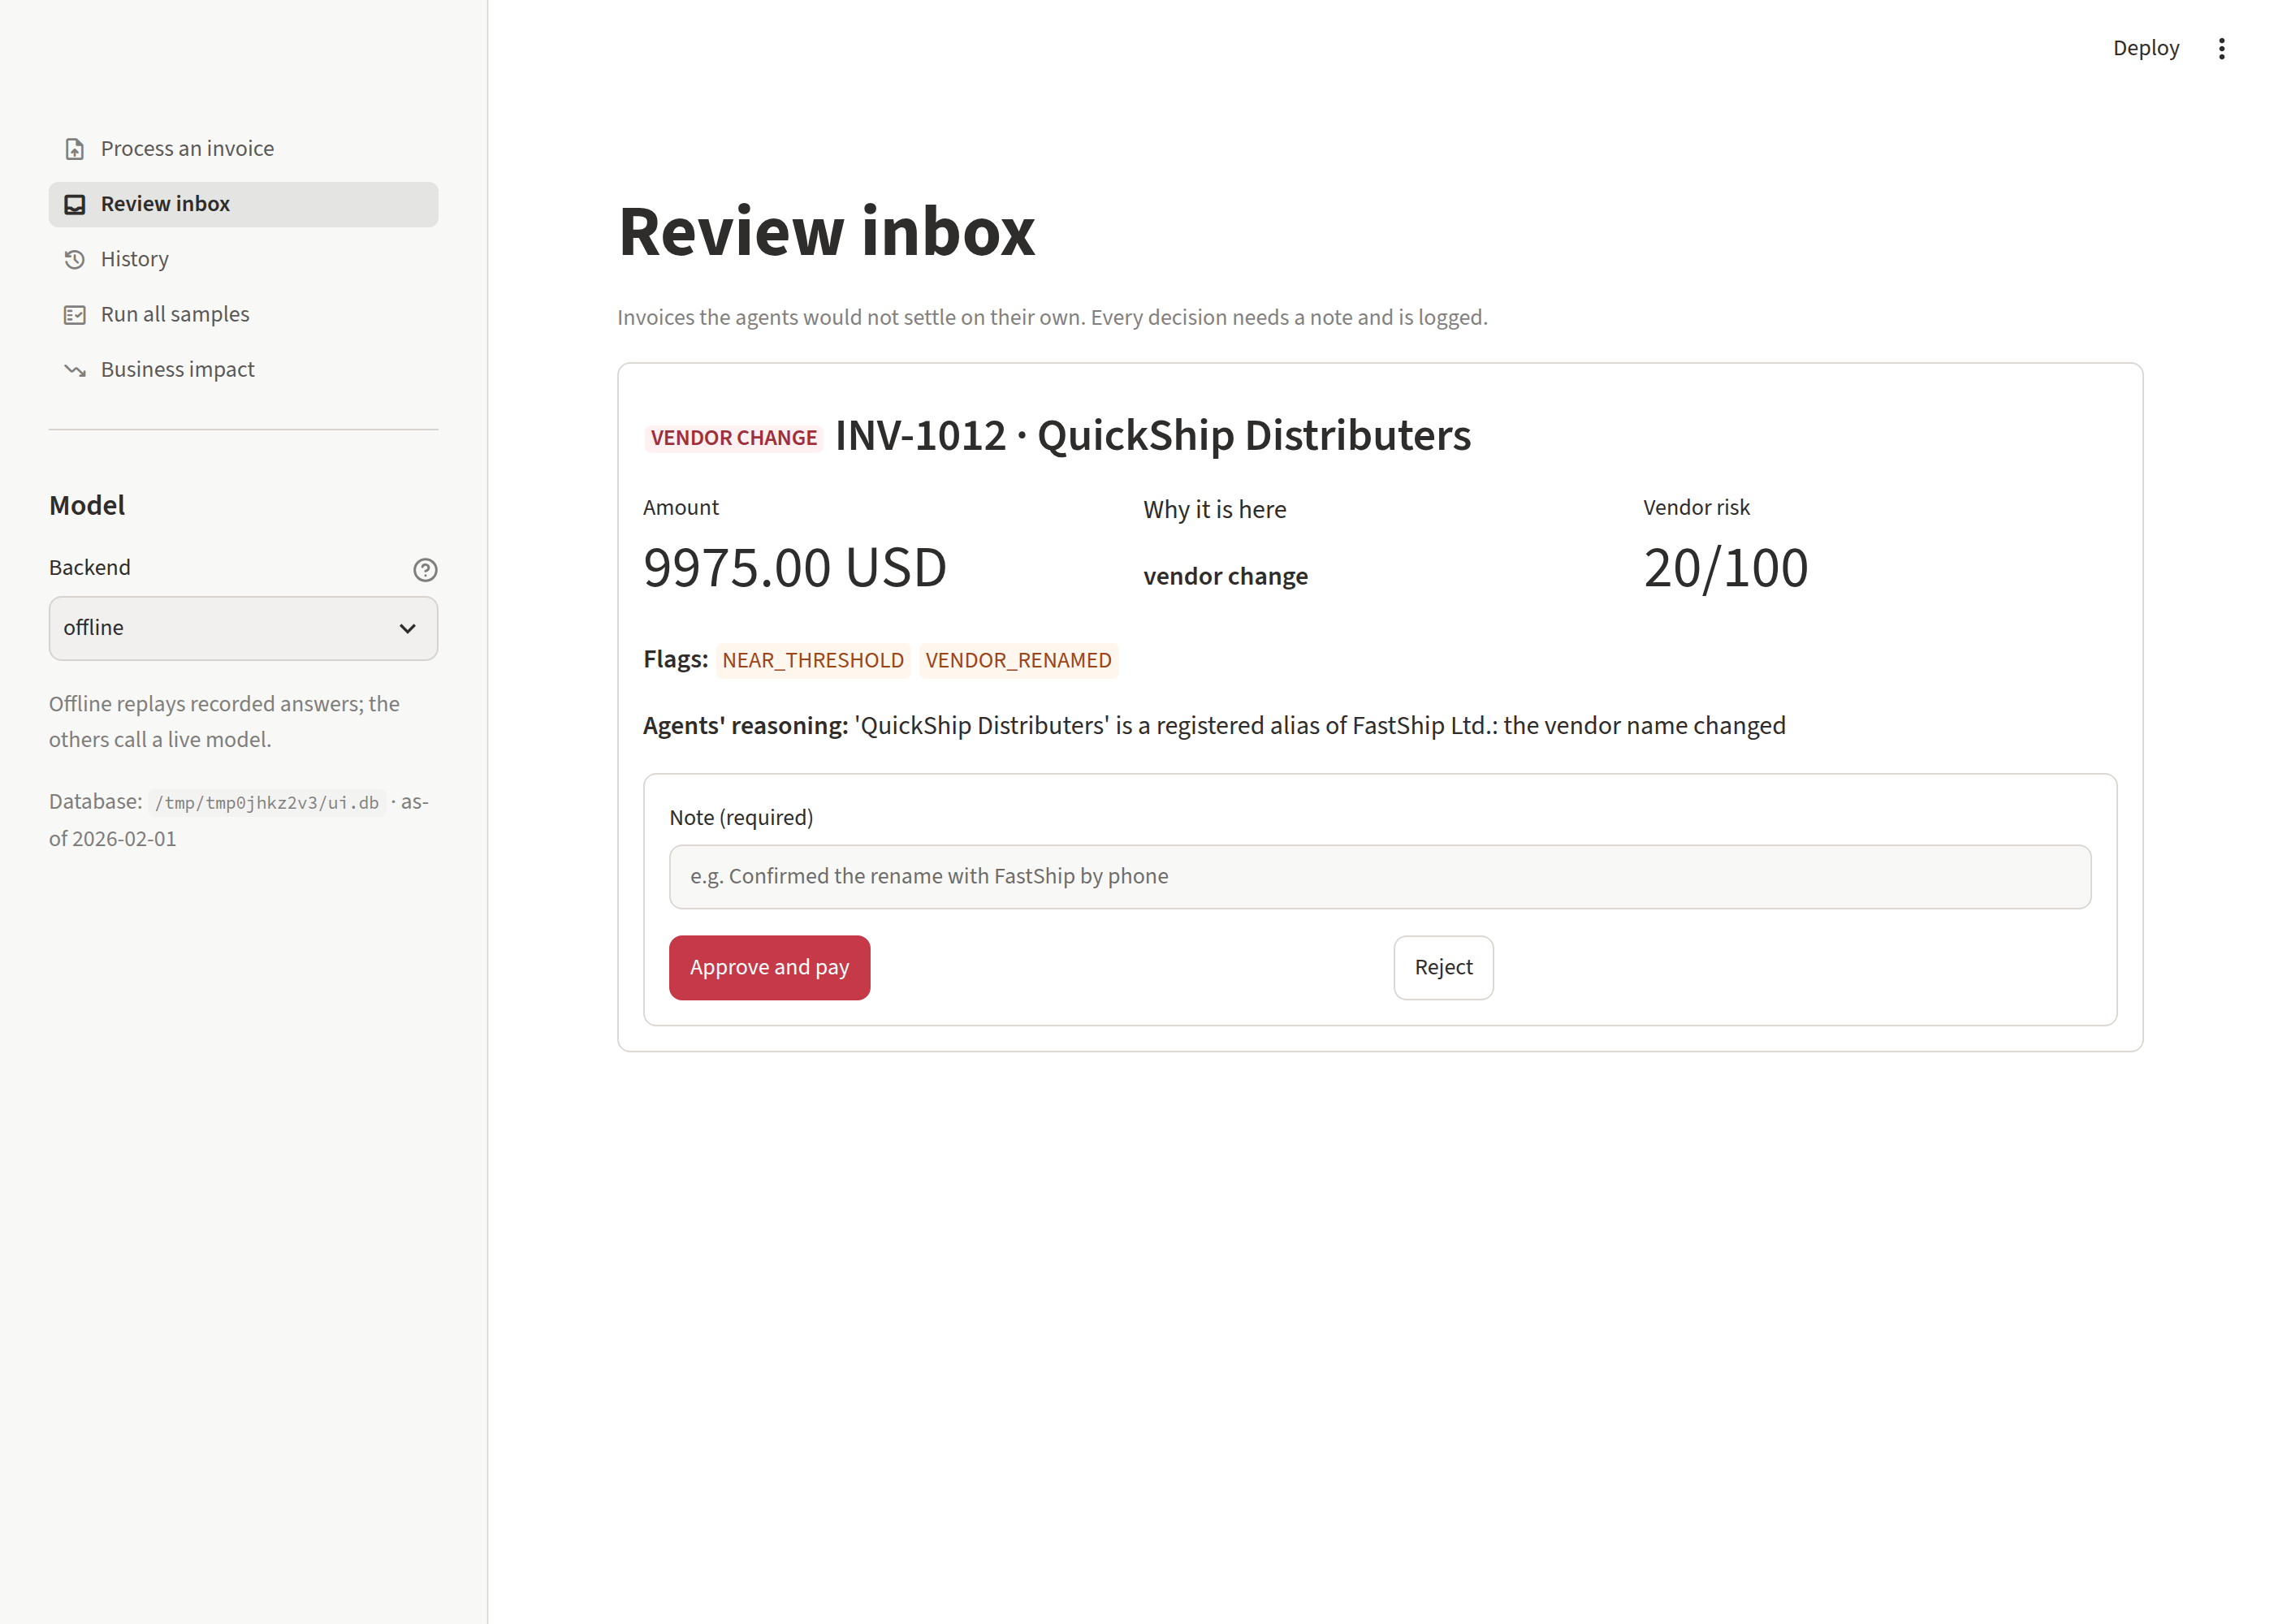 Deploy
Process an invoice
Review inbox
History
Run all samples
Business impact
Model
Backend
offline
Offline replays recorded answers; the
others call a live model.
Database: /tmp/tmp0jhkz2v3/ui.db · as-
of 2026-02-01
Review inbox
Invoices the agents would not settle on their own. Every decision needs a note and is logged.
VENDOR CHANGE INV-1012 · QuickShip Distributers
Amount
9975.00 USD
Why it is here
vendor change
Vendor risk
20/100
Flags: NEAR_THRESHOLD VENDOR_RENAMED
Agents' reasoning: 'QuickShip Distributers' is a registered alias of FastShip Ltd.: the vendor name changed
Note (required)
e.g. Confirmed the rename with FastShip by phone
Approve and pay
Reject